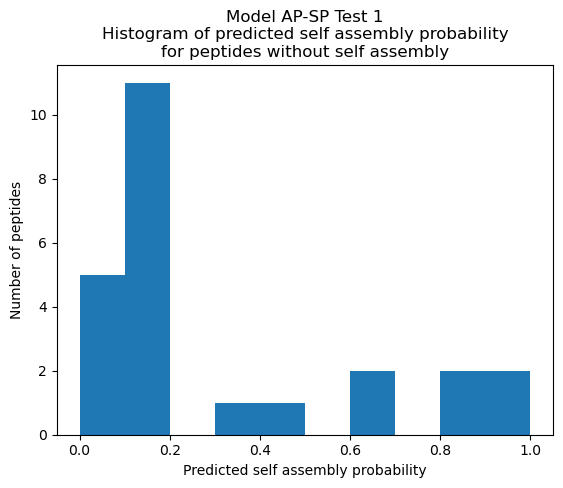 Model AP-SP Test 1
Histogram of predicted self assembly probability
for peptides without self assembly
Number of peptides
10
8
6
4
2
0
0.0 0.2 0.4 0.6 0.8 1.0
Predicted self assembly probability